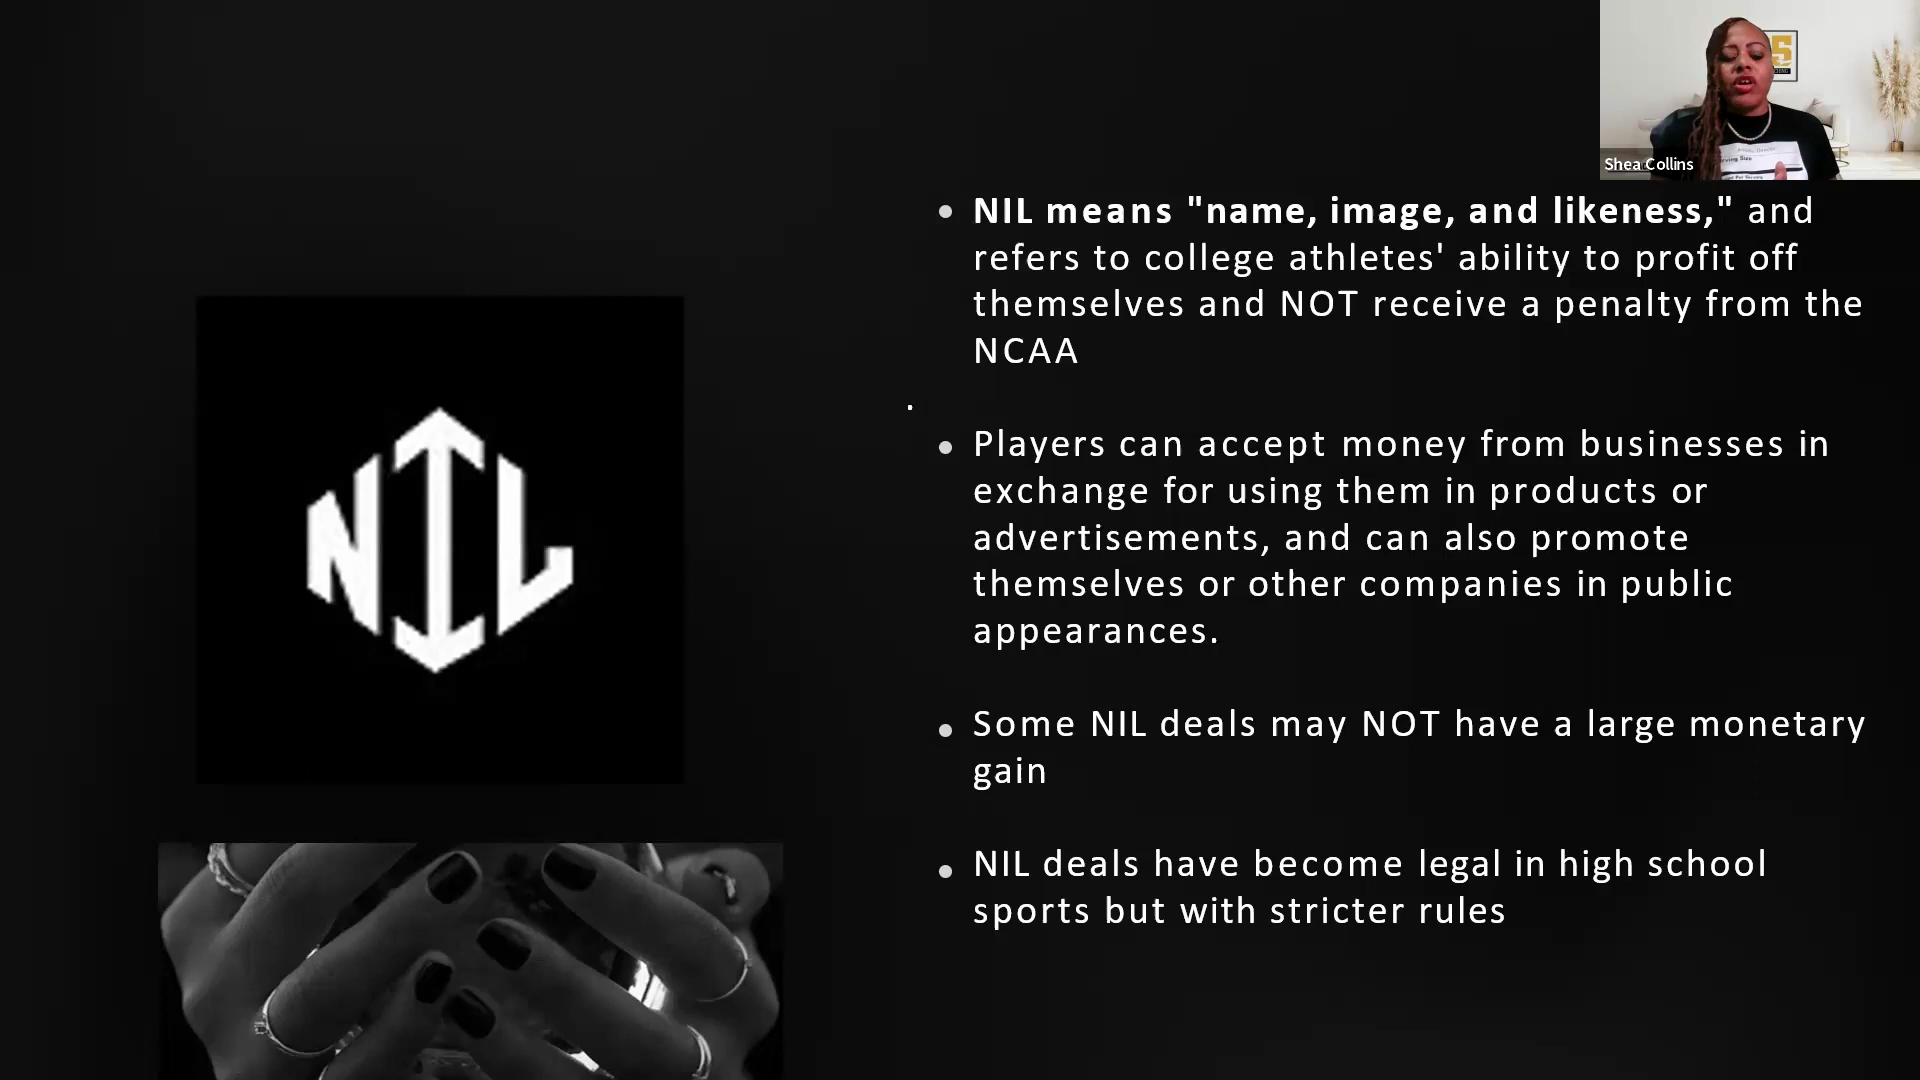 Shea Collins
NIL means "name, image, and likeness," and
refers to college athletes' ability to profit off
themselves and NOT receive a penalty from the
NCAA
.
Players can accept money from businesses in
exchange for using them in products or
advertisements, and can also promote
themselves or other companies in public
appearances.
Some NIL deals may NOT have a large monetary
gain
NIL deals have become legal in high school
sports but with stricter rules
NIL